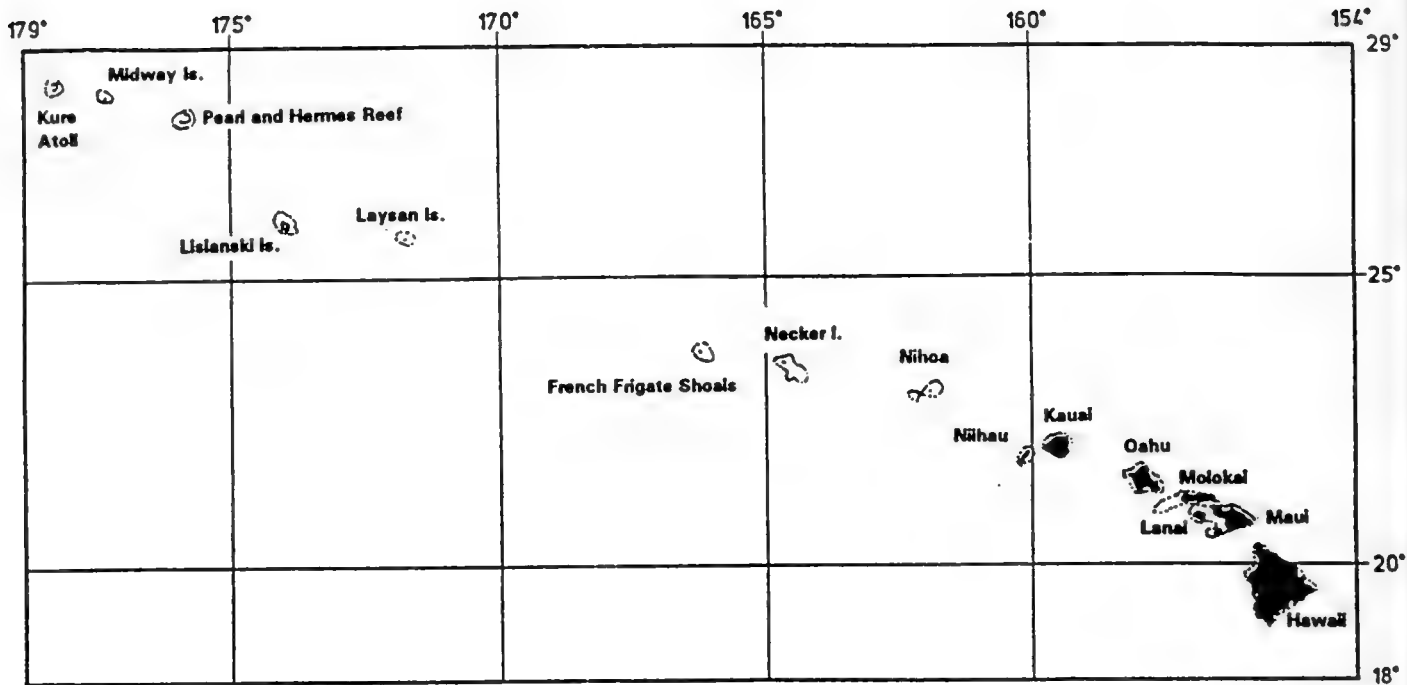 179° 175° 170° 165° 160° 154°
29°
Midway Is.
Kure
Atoll
Pearl and Hermes Reef
Laysan Is.
Lisianski Is.
25°
Necker I.
Nihoa
French Frigate Shoals
Kauai
Niihau
Oahu
Molokai
Lanai
Maui
20°
Hawaii
18°